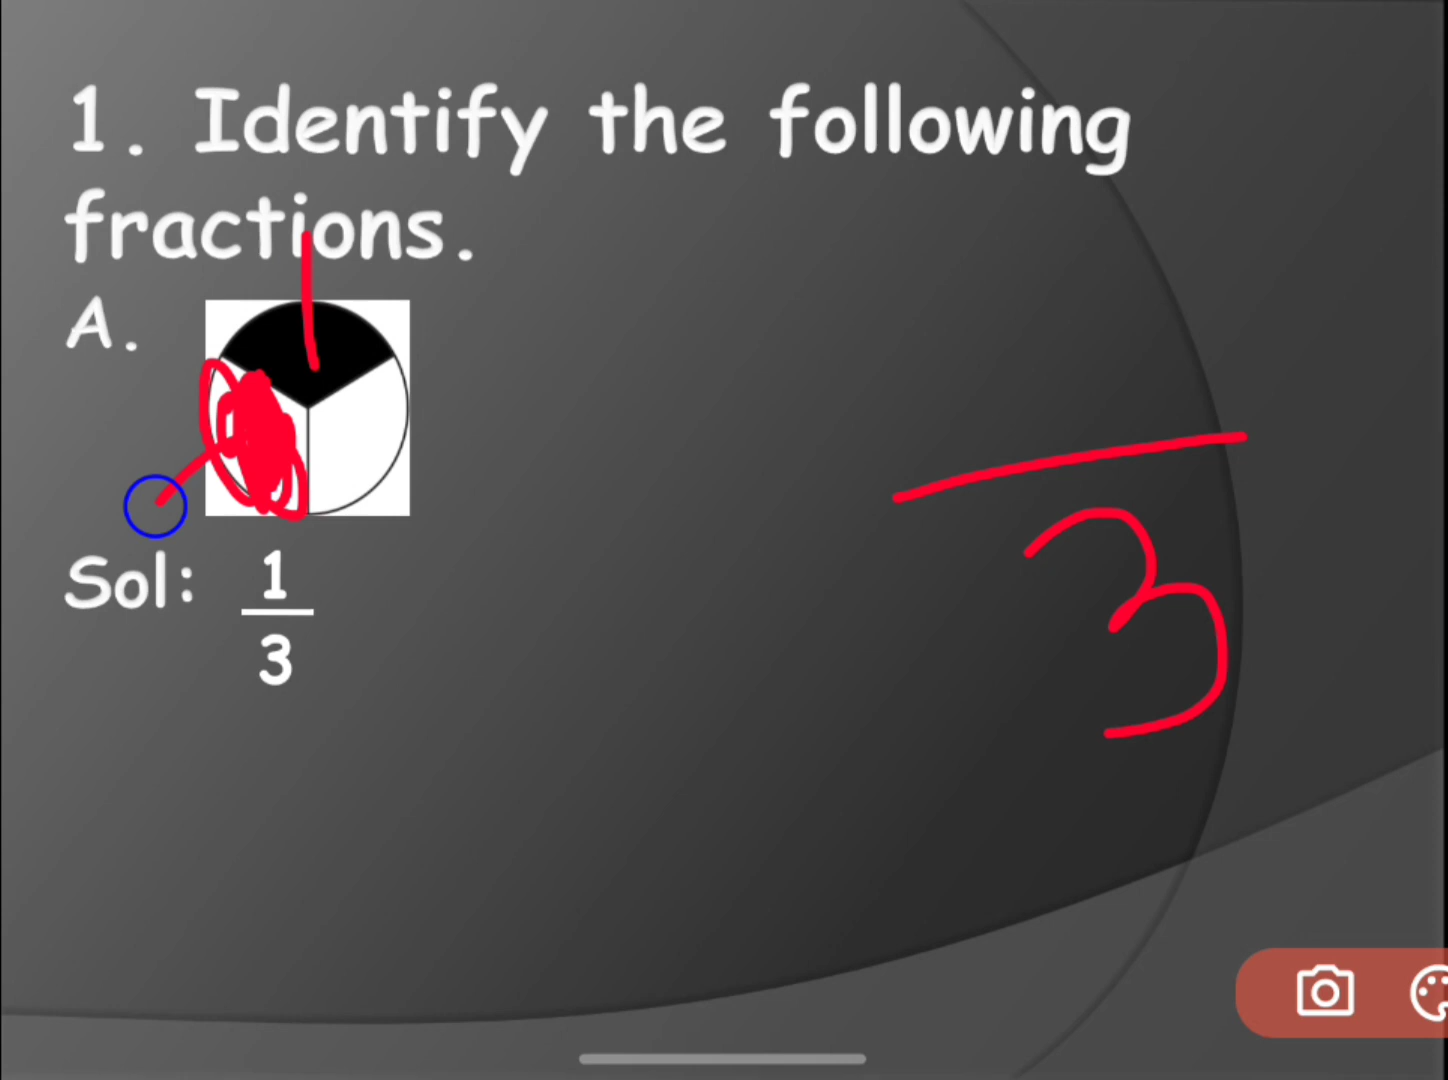 1. Identify the following
fractions.
A.
Sol: 1
3
3